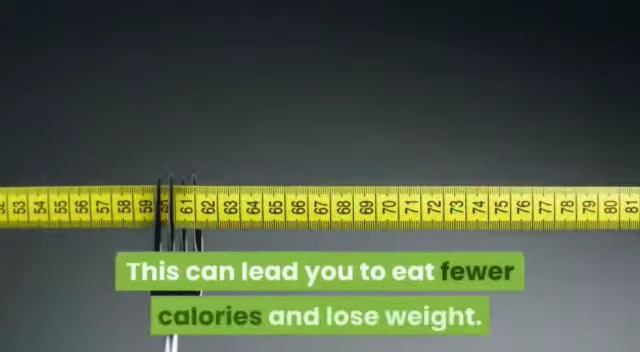 53 54 55 56 57 58 59 61 62 63 64 65 66 67 68 69 70 71 72 73 74 75 76 77 78 79 80 81
This can lead you to eat fewer
calories and lose weight.